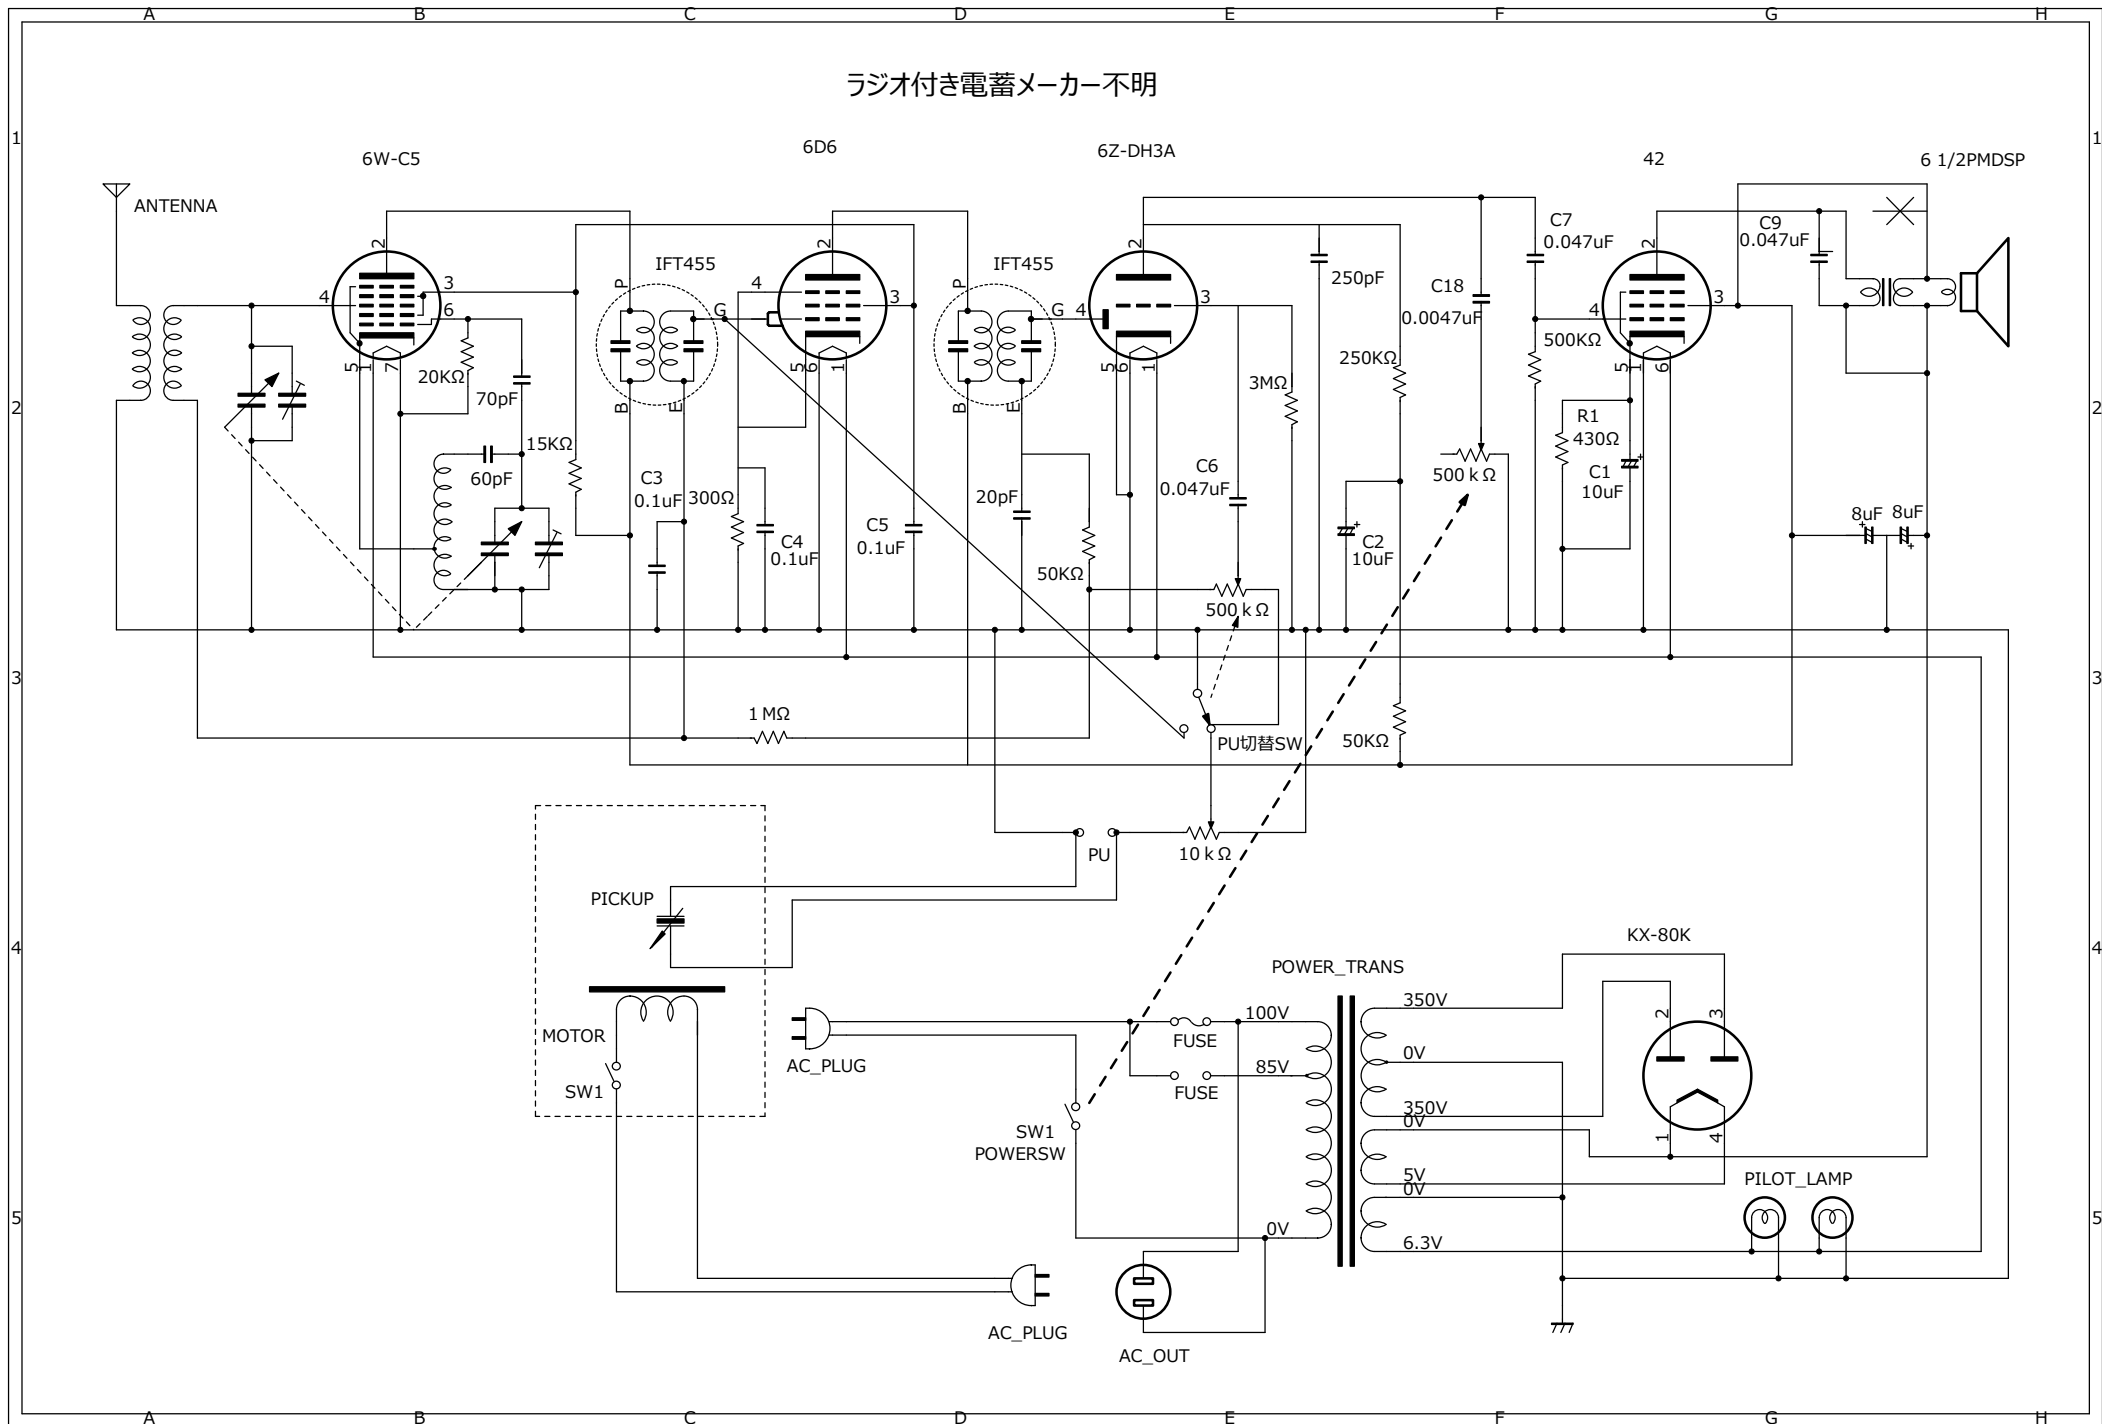 A B C D E F G H
ラジオ付き電蓄メーカー不明
1 1
6W-C5
6D6
6Z-DH3A
42
6 1/2PMDSP
ANTENNA
2
3
6
4
5
1
7
20KΩ
70pF
60pF
15KΩ
IFT455
P
G
B
E
C3
0.1uF
300Ω
2
4
3
5
6
1
C4
0.1uF
C5
0.1uF
IFT455
P
G
B
E
20pF
50KΩ
2
4
3
5
6
1
3MΩ
C6
0.047uF
500ｋΩ
250pF
250KΩ
C2
10uF
C18
0.0047uF
500ｋΩ
C7
0.047uF
500KΩ
2
4
3
5
1
6
R1
430Ω
C1
10uF
C9
0.047uF
8uF 8uF
2 2
3 3
1 MΩ
PU切替SW
50KΩ
PU
10ｋΩ
PICKUP
MOTOR
SW1
4 4
AC_PLUG
POWER_TRANS
KX-80K
100V
FUSE
85V
FUSE
SW1
POWERSW
0V
350V
0V
350V
0V
5V
0V
6.3V
2
3
1
4
PILOT_LAMP
5 5
AC_PLUG
AC_OUT
A B C D E F G H